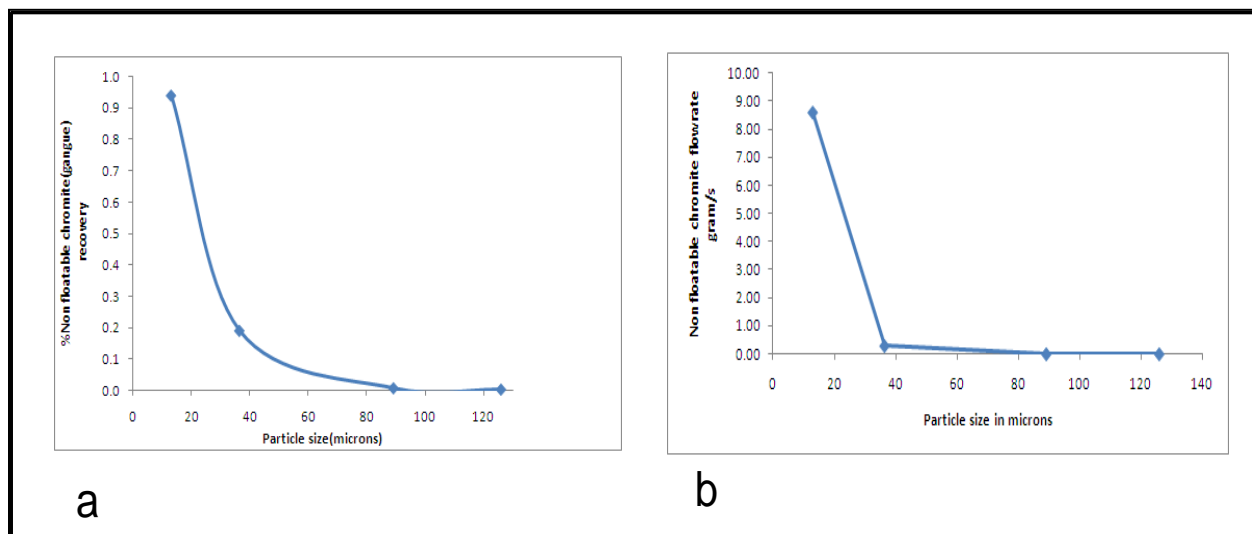 %Nonfloatable chromite(gangue)
recovery
1.0
0.9
0.8
0.7
0.6
0.5
0.4
0.3
0.2
0.1
0.0
0 20 40 60 80 100 120
Particle size(microns)
a
Non floatable chromite flowrate
gram/s
10.00
9.00
8.00
7.00
6.00
5.00
4.00
3.00
2.00
1.00
0.00
0 20 40 60 80 100 120 140
Particle size in microns
b